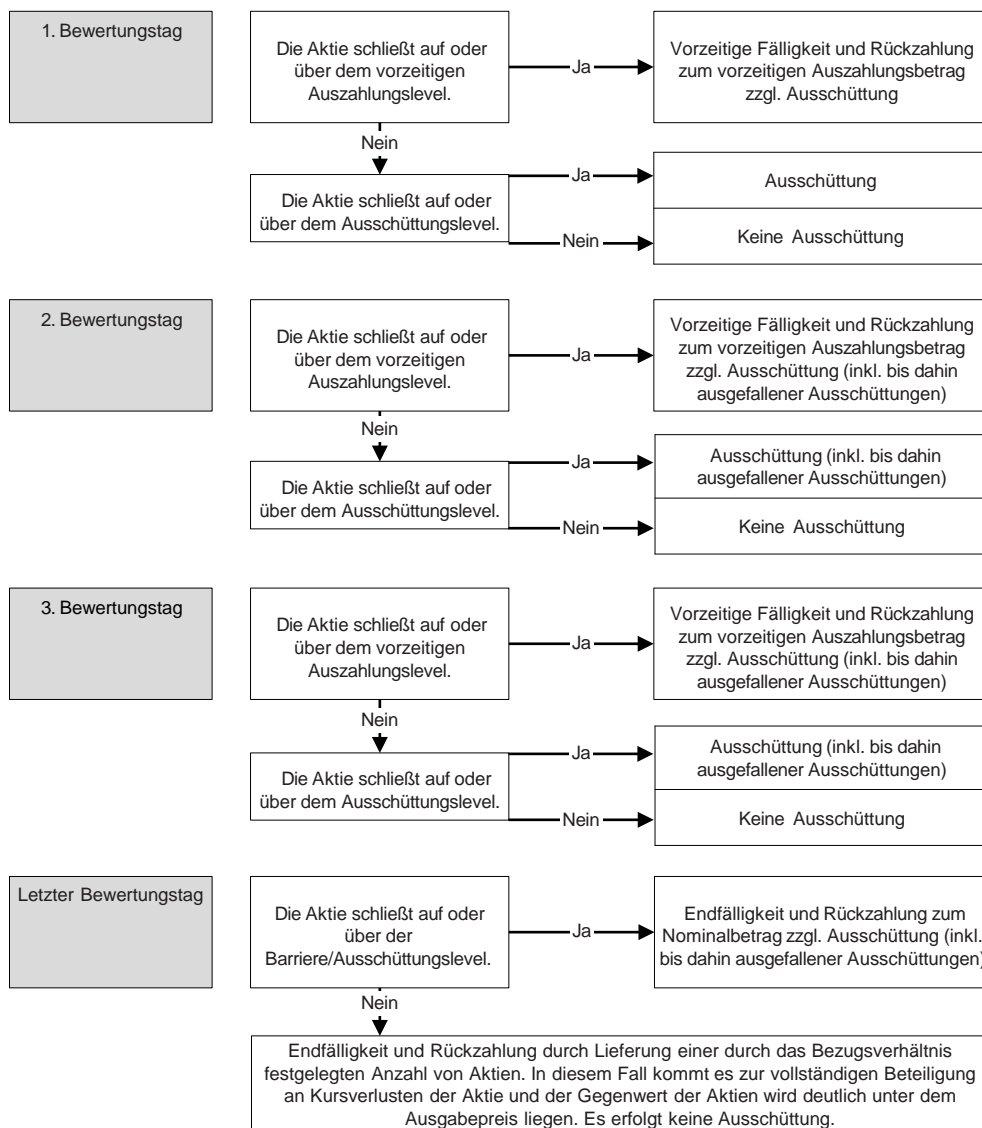 1. Bewertungstag
Die Aktie schließt auf oder
über dem vorzeitigen
Auszahlungslevel.
Ja
Vorzeitige Fälligkeit und Rückzahlung
zum vorzeitigen Auszahlungsbetrag
zzgl. Ausschüttung
Nein
Die Aktie schließt auf oder
über dem Ausschüttungslevel.
Ja
Ausschüttung
Nein
Keine Ausschüttung
2. Bewertungstag
Die Aktie schließt auf oder
über dem vorzeitigen
Auszahlungslevel.
Ja
Vorzeitige Fälligkeit und Rückzahlung
zum vorzeitigen Auszahlungsbetrag
zzgl. Ausschüttung (inkl. bis dahin
ausgefallener Ausschüttungen)
Nein
Die Aktie schließt auf oder
über dem Ausschüttungslevel.
Ja
Ausschüttung (inkl. bis dahin
ausgefallener Ausschüttungen)
Nein
Keine Ausschüttung
3. Bewertungstag
Die Aktie schließt auf oder
über dem vorzeitigen
Auszahlungslevel.
Ja
Vorzeitige Fälligkeit und Rückzahlung
zum vorzeitigen Auszahlungsbetrag
zzgl. Ausschüttung (inkl. bis dahin
ausgefallener Ausschüttungen)
Nein
Die Aktie schließt auf oder
über dem Ausschüttungslevel.
Ja
Ausschüttung (inkl. bis dahin
ausgefallener Ausschüttungen)
Nein
Keine Ausschüttung
Letzter Bewertungstag
Die Aktie schließt auf oder
über der
Barriere/Ausschüttungslevel.
Ja
Endfälligkeit und Rückzahlung zum
Nominalbetrag zzgl. Ausschüttung (inkl.
bis dahin ausgefallener Ausschüttungen)
Nein
Endfälligkeit und Rückzahlung durch Lieferung einer durch das Bezugsverhältnis
festgelegten Anzahl von Aktien. In diesem Fall kommt es zur vollständigen Beteiligung
an Kursverlusten der Aktie und der Gegenwert der Aktien wird deutlich unter dem
Ausgabepreis liegen. Es erfolgt keine Ausschüttung.